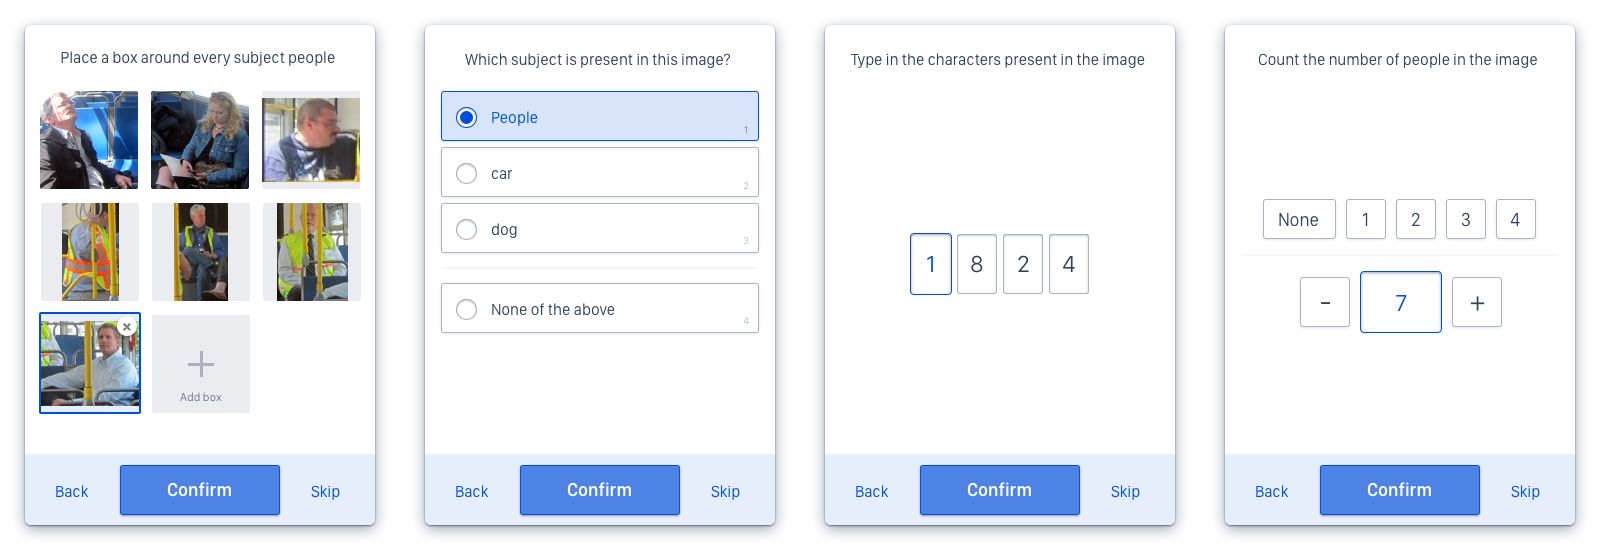 Place a box around every subject people
Add box
Back
Confirm
Skip
Which subject is present in this image?
People
1
car
2
dog
3
None of the above
4
Back
Confirm
Skip
Type in the characters present in the image
1 8 2 4
Back
Confirm
Skip
Count the number of people in the image
None 1 2 3 4
- 7 +
Back
Confirm
Skip